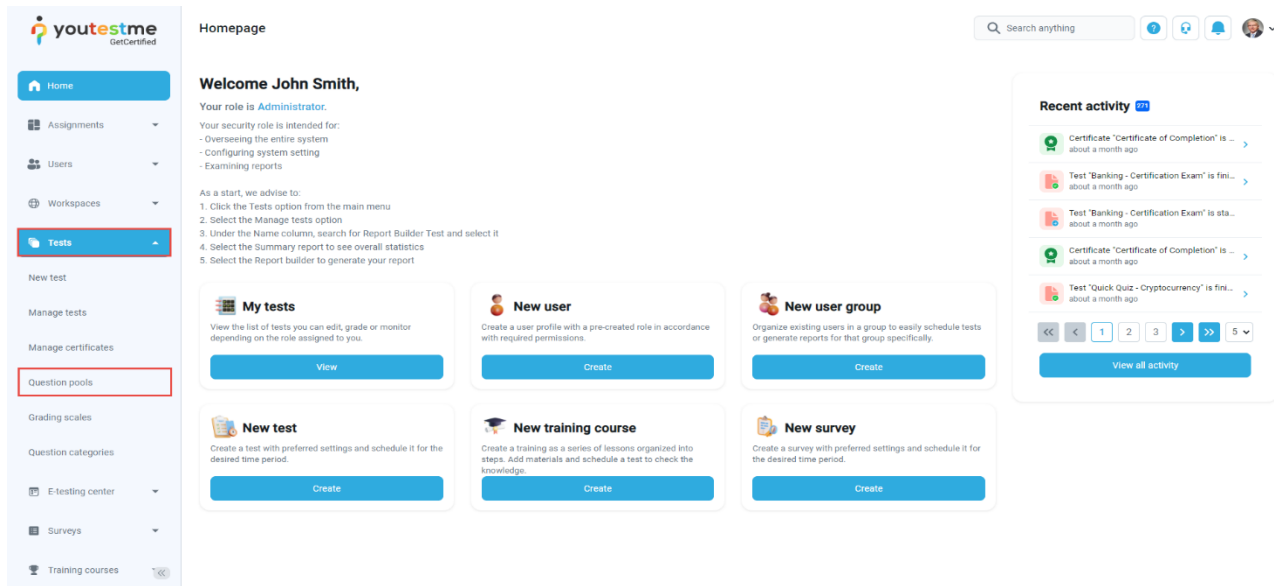 youtestme
GetCertified
Homepage
Search anything
Home
Assignments
Users
Workspaces
Tests
New test
Manage tests
Manage certificates
Question pools
Grading scales
Question categories
E-testing center
Surveys
Training courses
Welcome John Smith,
Your role is Administrator.
Your security role is intended for:
- Overseeing the entire system
- Configuring system setting
- Examining reports
As a start, we advise to:
1. Click the Tests option from the main menu
2. Select the Manage tests option
3. Under the Name column, search for Report Builder Test and select it
4. Select the Summary report to see overall statistics
5. Select the Report builder to generate your report
My tests
View the list of tests you can edit, grade or monitor
depending on the role assigned to you.
View
New user
Create a user profile with a pre-created role in accordance
with required permissions.
Create
New user group
Organize existing users in a group to easily schedule tests
or generate reports for that group specifically.
Create
New test
Create a test with preferred settings and schedule it for the
desired time period.
Create
New training course
Create a training as a series of lessons organized into
steps. Add materials and schedule a test to check the
knowledge.
Create
New survey
Create a survey with preferred settings and schedule it for
the desired time period.
Create
Recent activity 271
Certificate "Certificate of Completion" is ...
about a month ago
Test "Banking - Certification Exam" is fini...
about a month ago
Test "Banking - Certification Exam" is sta...
about a month ago
Certificate "Certificate of Completion" is ...
about a month ago
Test "Quick Quiz - Cryptocurrency" is fini...
about a month ago
<< < 1 2 3 > >> 5
View all activity